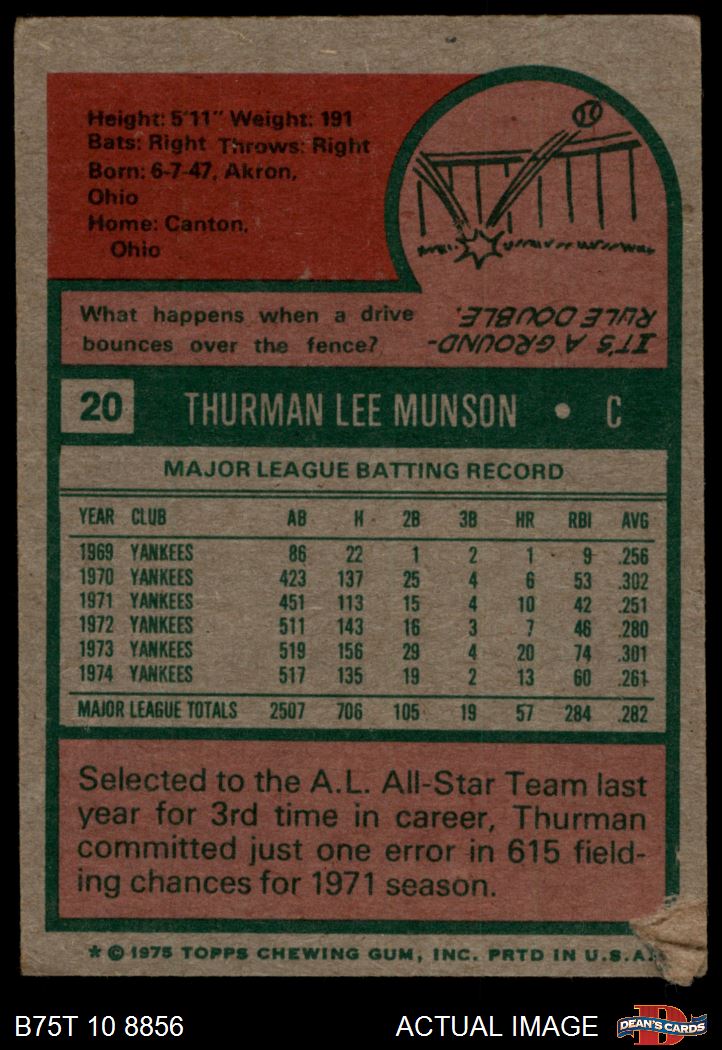 Height: 5'11" Weight: 191
Bats: Right Throws: Right
Born: 6-7-47, Akron,
Ohio
Home: Canton,
Ohio
What happens when a drive
bounces over the fence?
IT'S A GROUND-
RULE DOUBLE.
20 THURMAN LEE MUNSON • C
MAJOR LEAGUE BATTING RECORD
YEAR CLUB AB H 2B 3B HR RBI AVG
1969 YANKEES 86 22 1 2 1 9 .256
1970 YANKEES 423 137 25 4 6 53 .302
1971 YANKEES 451 113 15 4 10 42 .251
1972 YANKEES 511 143 16 3 7 46 .280
1973 YANKEES 519 156 29 4 20 74 .301
1974 YANKEES 517 135 19 2 13 60 .261
MAJOR LEAGUE TOTALS 2507 706 105 19 57 284 .282
Selected to the A.L. All-Star Team last
year for 3rd time in career, Thurman
committed just one error in 615 field-
ing chances for 1971 season.
* © 1975 TOPPS CHEWING GUM, INC. PRTD IN U.S.A.
B75T 10 8856 ACTUAL IMAGE
D
DEAN'S CARDS